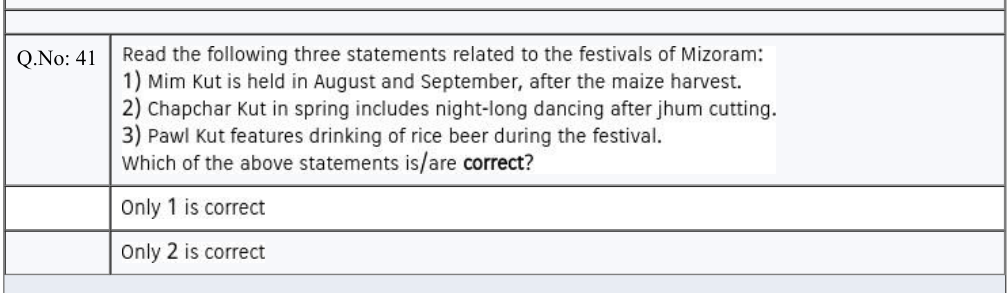 Q.No: 41
Read the following three statements related to the festivals of Mizoram:
1) Mim Kut is held in August and September, after the maize harvest.
2) Chapchar Kut in spring includes night-long dancing after jhum cutting.
3) Pawl Kut features drinking of rice beer during the festival.
Which of the above statements is/are correct?
Only 1 is correct
Only 2 is correct